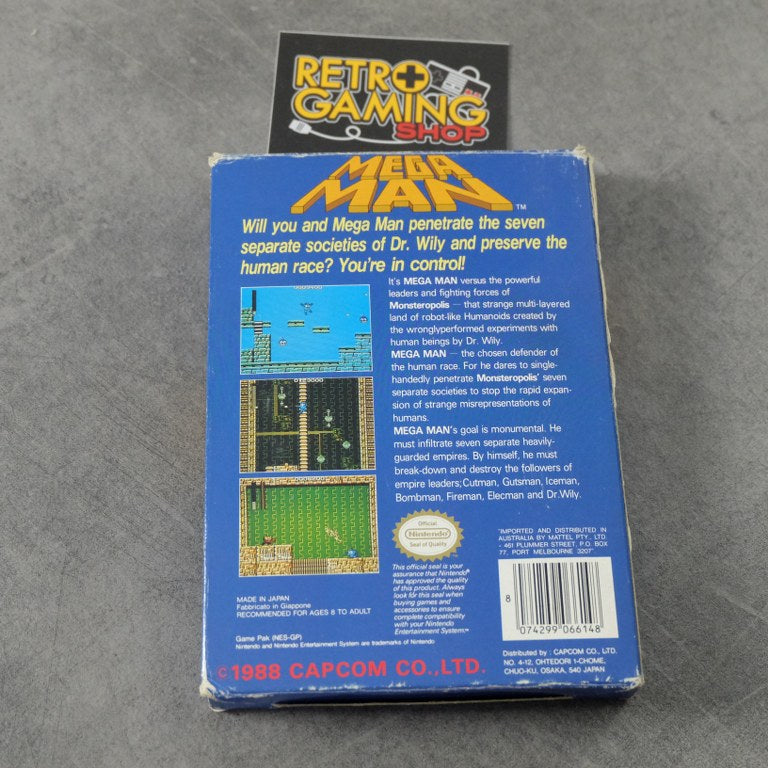 RETRO
GAMING
SHOP
MEGA
MAN
TM
Will you and Mega Man penetrate the seven
separate societies of Dr. Wily and preserve the
human race? You're in control!
It's MEGA MAN versus the powerful
leaders and fighting forces of
Monsteropolis — that strange multi-layered
land of robot-like Humanoids created by
the wronglyperformed experiments with
human beings by Dr. Wily.
MEGA MAN — the chosen defender of
the human race. For he dares to single-
handedly penetrate Monsteropolis' seven
separate societies to stop the rapid expan-
sion of strange misrepresentations of
humans.
MEGA MAN's goal is monumental. He
must infiltrate seven separate heavily-
guarded empires. By himself, he must
break-down and destroy the followers of
empire leaders;Cutman, Gutsman, Iceman,
Bombman, Fireman, Elecman and Dr.Wily.
Official
Nintendo
Seal of Quality
This official seal is your
assurance that Nintendo®
has approved the quality
of this product. Always
look for this seal when
buying games and
accessories to ensure
complete compatibility
with your Nintendo
Entertainment System™
"IMPORTED AND DISTRIBUTED IN
AUSTRALIA BY MATTEL PTY., LTD.
- 461 PLUMMER STREET, P.O. BOX
77, PORT MELBOURNE 3207"
8 074299 066148
MADE IN JAPAN
Fabbricato in Giappone
RECOMMENDED FOR AGES 8 TO ADULT
Game Pak (NES-GP)
Nintendo and Nintendo Entertainment System are trademarks of Nintendo.
Distributed by : CAPCOM CO., LTD.
NO. 4-12, OHTEDORI 1-CHOME,
CHUO-KU, OSAKA, 540 JAPAN
©1988 CAPCOM CO.,LTD.